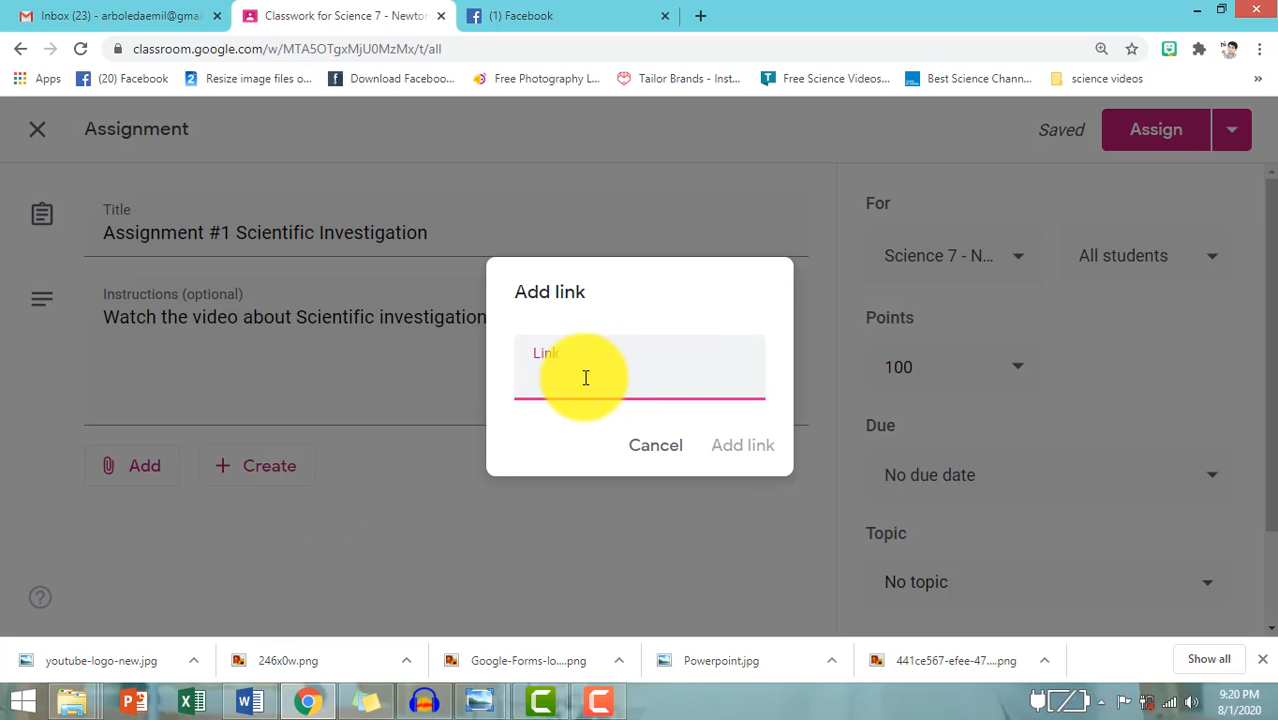 Inbox (23) - arboledaemil@gmai
Classwork for Science 7 - Newton
(1) Facebook
classroom.google.com/w/MTA5OTgxMjU0MzMx/t/all
Apps
(20) Facebook
Resize image files o...
Download Faceboo...
Free Photography L...
Tailor Brands - Inst...
Free Science Videos...
Best Science Chann...
science videos
Assignment
Saved
Assign
Title
Assignment #1 Scientific Investigation
Instructions (optional)
Watch the video about Scientific investigation
Add
Create
Add link
Link
Cancel
Add link
For
Science 7 - N...
All students
Points
100
Due
No due date
Topic
No topic
youtube-logo-new.jpg
246x0w.png
Google-Forms-lo....png
Powerpoint.jpg
441ce567-efee-47....png
Show all
9:20 PM
8/1/2020